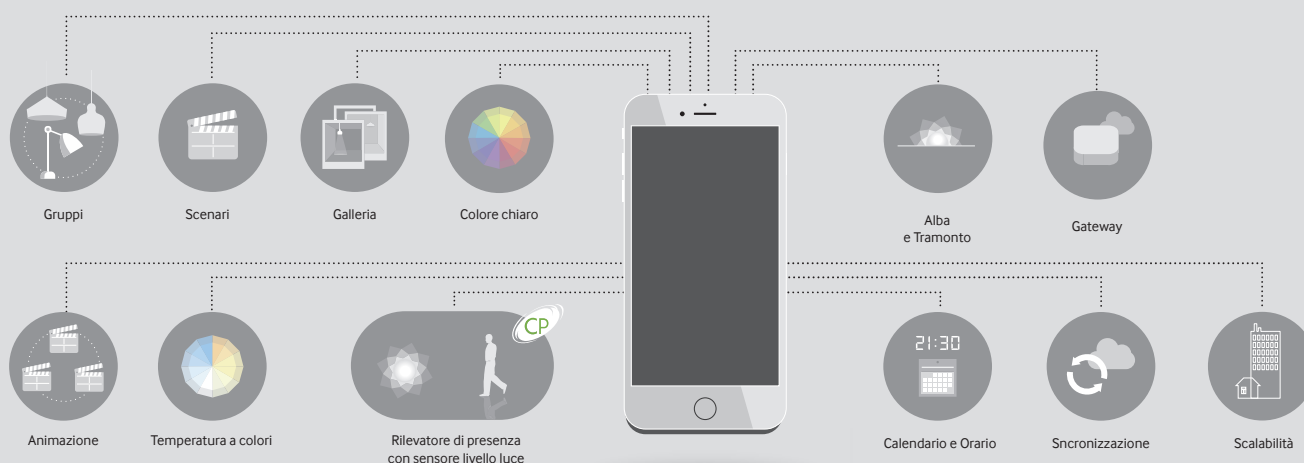 Gruppi
Scenari
Galleria
Colore chiaro
Alba
e Tramonto
Gateway
Animazione
Temperatura a colori
CP
Rilevatore di presenza
con sensore livello luce
21:30
Calendario e Orario
Sncronizzazione
Scalabilità